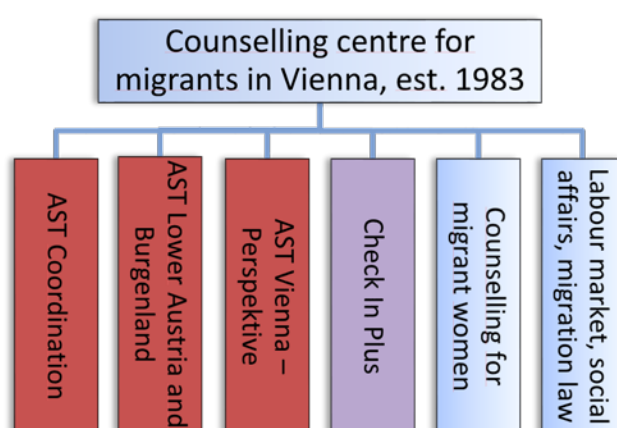 Counselling centre for
migrants in Vienna, est. 1983
AST Coordination
AST Lower Austria and
Burgenland
AST Vienna –
Perspektive
Check In Plus
Counselling for
migrant women
Labour market, social
affairs, migration law